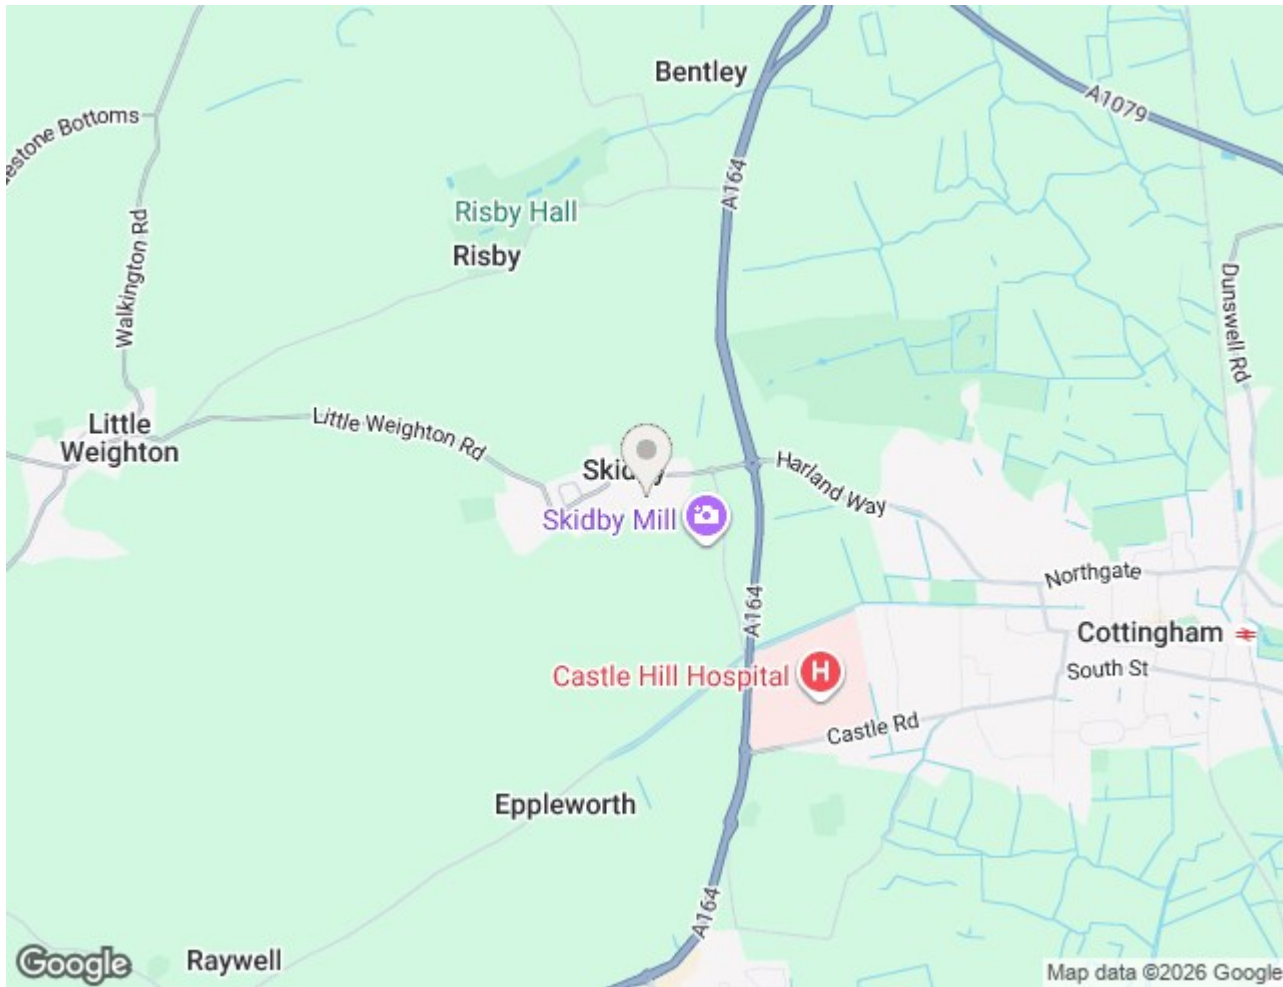 Bentley
A1079
estone Bottoms
A164
Risby Hall
Walkington Rd
Risby
Dunswell Rd
Little
Weighton
Little Weighton Rd
Skidby
Harland Way
Skidby Mill
Northgate
A164
Cottingham
South St
Castle Hill Hospital
H
Castle Rd
Eppleworth
A164
Raywell
Google
Map data ©2026 Google